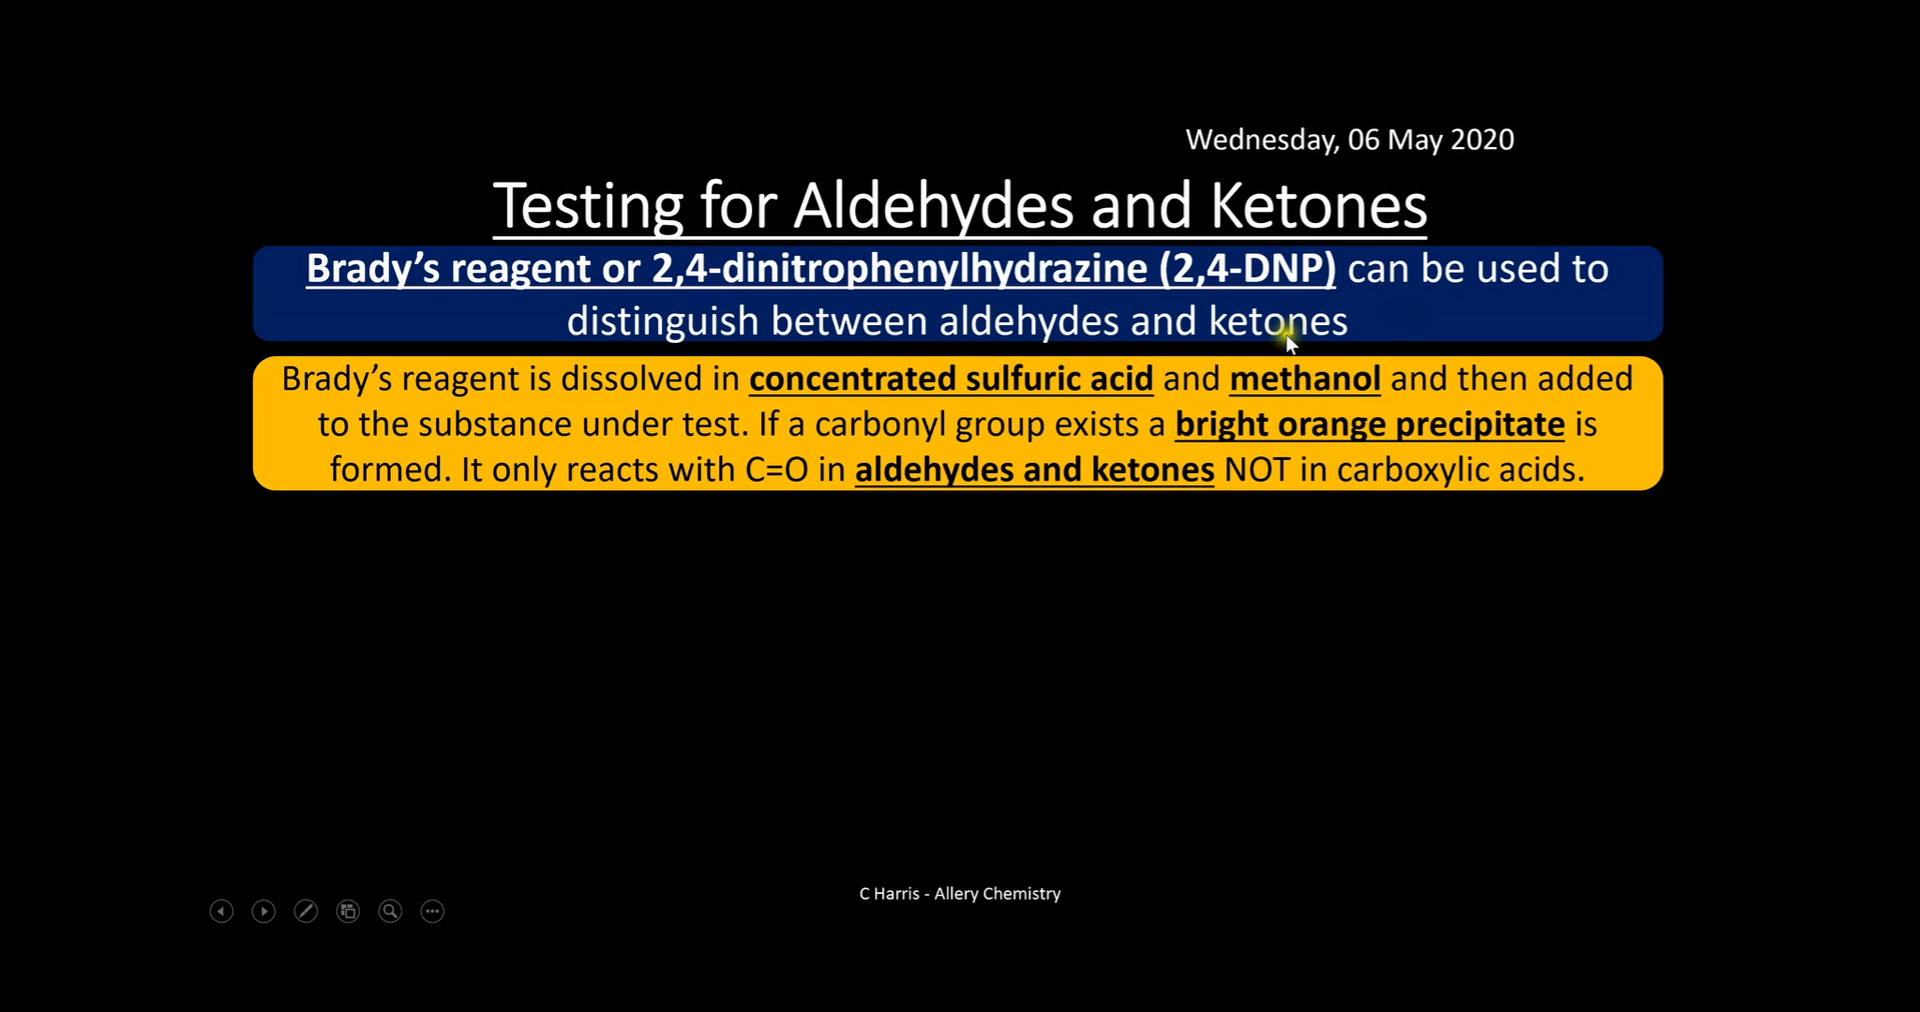 Wednesday, 06 May 2020
Testing for Aldehydes and Ketones
Brady’s reagent or 2,4-dinitrophenylhydrazine (2,4-DNP) can be used to
distinguish between aldehydes and ketones
Brady’s reagent is dissolved in concentrated sulfuric acid and methanol and then added
to the substance under test. If a carbonyl group exists a bright orange precipitate is
formed. It only reacts with C=O in aldehydes and ketones NOT in carboxylic acids.
C Harris - Allery Chemistry